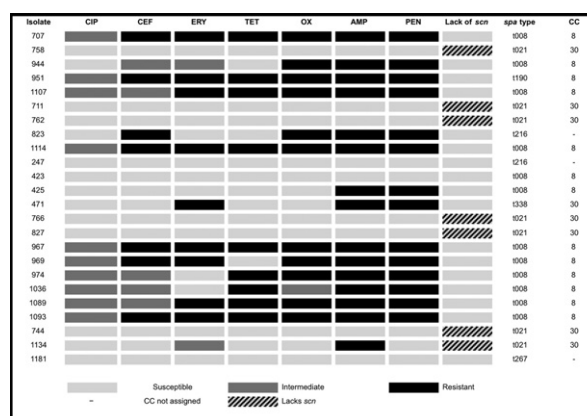 Isolate CIP CEF ERY TET OX AMP PEN Lack of scn spa type CC
707 t008 8
758 t021 30
944 t008 8
951 t190 8
1107 t008 8
711 t021 30
762 t021 30
823 t216 -
1114 t008 8
247 t216 -
423 t008 8
425 t008 8
471 t338 30
766 t021 30
827 t021 30
967 t008 8
969 t008 8
974 t008 8
1036 t008 8
1089 t008 8
1093 t008 8
744 t021 30
1134 t021 30
1181 t267 -
Susceptible Intermediate Resistant
~ CC not assigned Lacks scn